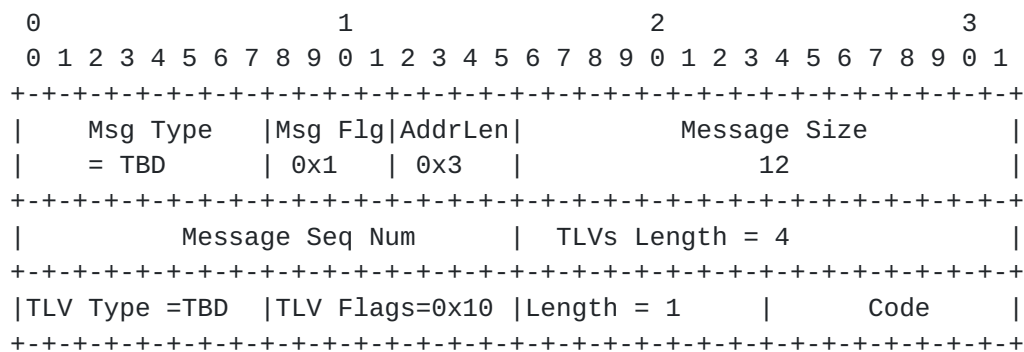 0                   1                   2                   3
 0 1 2 3 4 5 6 7 8 9 0 1 2 3 4 5 6 7 8 9 0 1 2 3 4 5 6 7 8 9 0 1
+-+-+-+-+-+-+-+-+-+-+-+-+-+-+-+-+-+-+-+-+-+-+-+-+-+-+-+-+-+-+-+-+
|    Msg Type   |Msg Flg|AddrLen|          Message Size         |
|    = TBD      | 0x1   | 0x3   |               12              |
+-+-+-+-+-+-+-+-+-+-+-+-+-+-+-+-+-+-+-+-+-+-+-+-+-+-+-+-+-+-+-+-+
|          Message Seq Num      |  TLVs Length = 4              |
+-+-+-+-+-+-+-+-+-+-+-+-+-+-+-+-+-+-+-+-+-+-+-+-+-+-+-+-+-+-+-+-+
|TLV Type =TBD  |TLV Flags=0x10 |Length = 1     |      Code     |
+-+-+-+-+-+-+-+-+-+-+-+-+-+-+-+-+-+-+-+-+-+-+-+-+-+-+-+-+-+-+-+-+